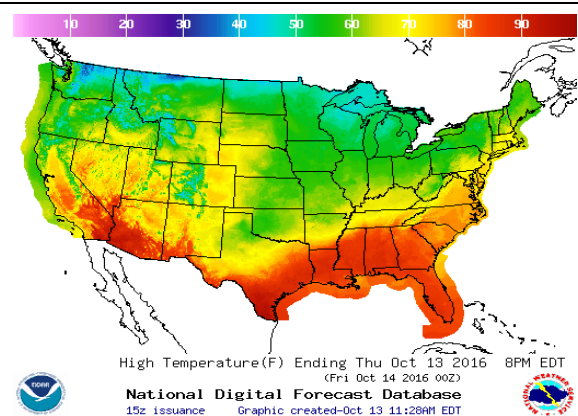 10 20 30 40 50 60 70 80 90
High Temperature(F) Ending Thu Oct 13 2016 8PM EDT
(Fri Oct 14 2016 00Z)
National Digital Forecast Database
15z issuance Graphic created-Oct 13 11:28AM EDT
NOAA